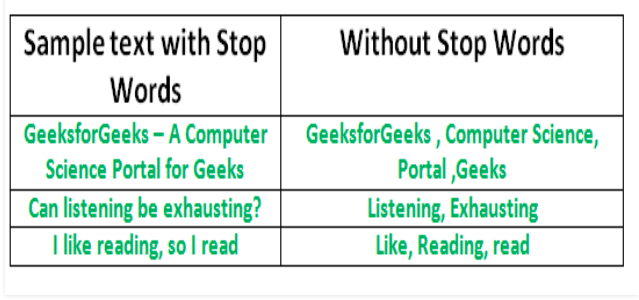 Sample text with Stop
Words
Without Stop Words
GeeksforGeeks – A Computer
Science Portal for Geeks
GeeksforGeeks , Computer Science,
Portal ,Geeks
Can listening be exhausting?
Listening, Exhausting
I like reading, so I read
Like, Reading, read